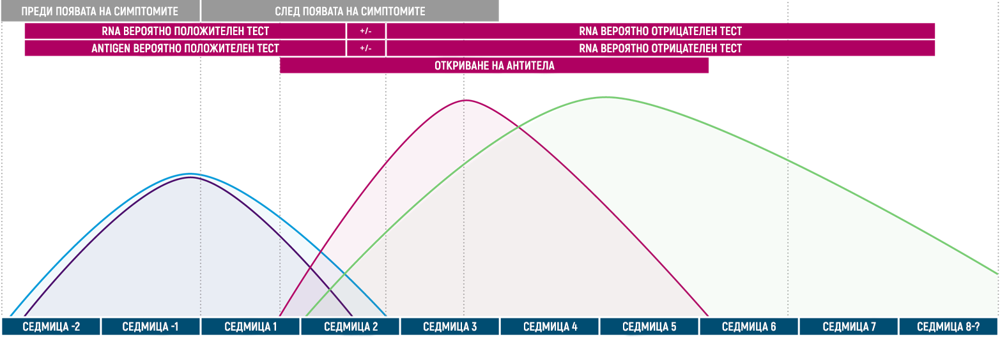 ПРЕДИ ПОЯВАТА НА СИМПТОМИТЕ
СЛЕД ПОЯВАТА НА СИМПТОМИТЕ
RNA ВЕРОЯТНО ПОЛОЖИТЕЛЕН ТЕСТ
+/-
RNA ВЕРОЯТНО ОТРИЦАТЕЛЕН ТЕСТ
ANTIGEN ВЕРОЯТНО ПОЛОЖИТЕЛЕН ТЕСТ
+/-
RNA ВЕРОЯТНО ОТРИЦАТЕЛЕН ТЕСТ
ОТКРИВАНЕ НА АНТИТЕЛА
СЕДМИЦА -2
СЕДМИЦА -1
СЕДМИЦА 1
СЕДМИЦА 2
СЕДМИЦА 3
СЕДМИЦА 4
СЕДМИЦА 5
СЕДМИЦА 6
СЕДМИЦА 7
СЕДМИЦА 8-?